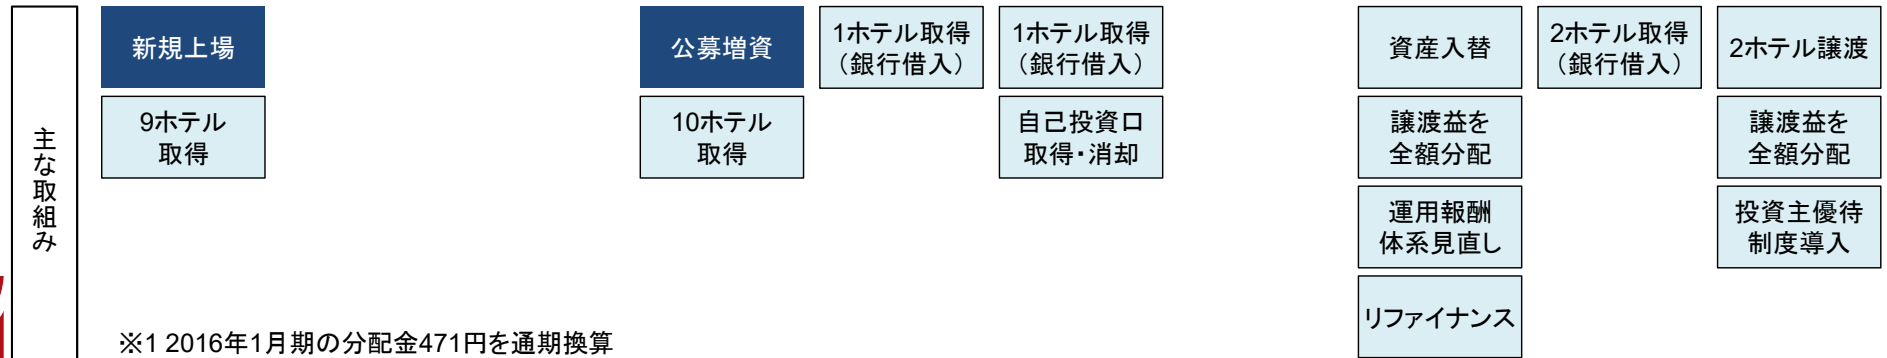 主な取組み
新規上場
9ホテル
取得
公募増資
10ホテル
取得
1ホテル取得
（銀行借入）
1ホテル取得
（銀行借入）
自己投資口
取得・消却
資産入替
譲渡益を
全額分配
運用報酬
体系見直し
リファイナンス
2ホテル取得
（銀行借入）
2ホテル譲渡
譲渡益を
全額分配
投資主優待
制度導入
※1 2016年1月期の分配金471円を通期換算